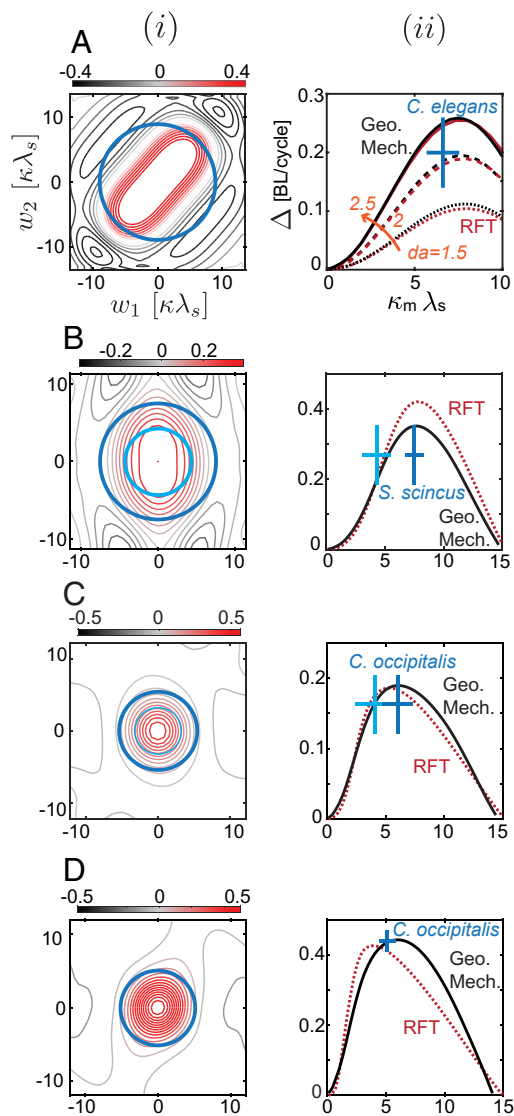 (i) (ii)
A
-0.4 0 0.4
w2 [κλs]
10
0
-10
-10 0 10
w1 [κλs]
Δ [BL/cycle]
0.3
0.2
0.1
0
0 5 10
κm λs
C. elegans
Geo.
Mech.
2.5
2
da=1.5
RFT
B
-0.2 0 0.2
10
0
-10
-10 0 10
0.4
0.2
0
0 5 10 15
RFT
S. scincus
Geo.
Mech.
C
-0.5 0 0.5
10
0
-10
-10 0 10
0.2
0.1
0
0 5 10 15
C. occipitalis
Geo.
Mech.
RFT
D
-0.5 0 0.5
10
0
-10
-10 0 10
0.4
0.2
0
0 5 10 15
C. occipitalis
Geo.
Mech.
RFT